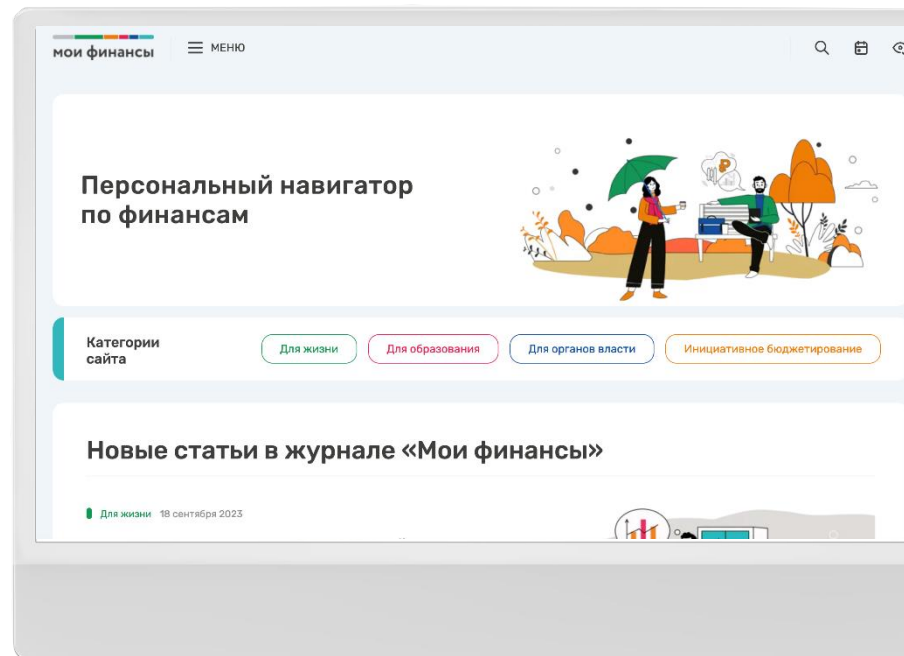 мои финансы
МЕНЮ
Персональный навигатор
по финансам
Категории
сайта
Для жизни
Для образования
Для органов власти
Инициативное бюджетирование
Новые статьи в журнале «Мои финансы»
Для жизни 18 сентября 2023